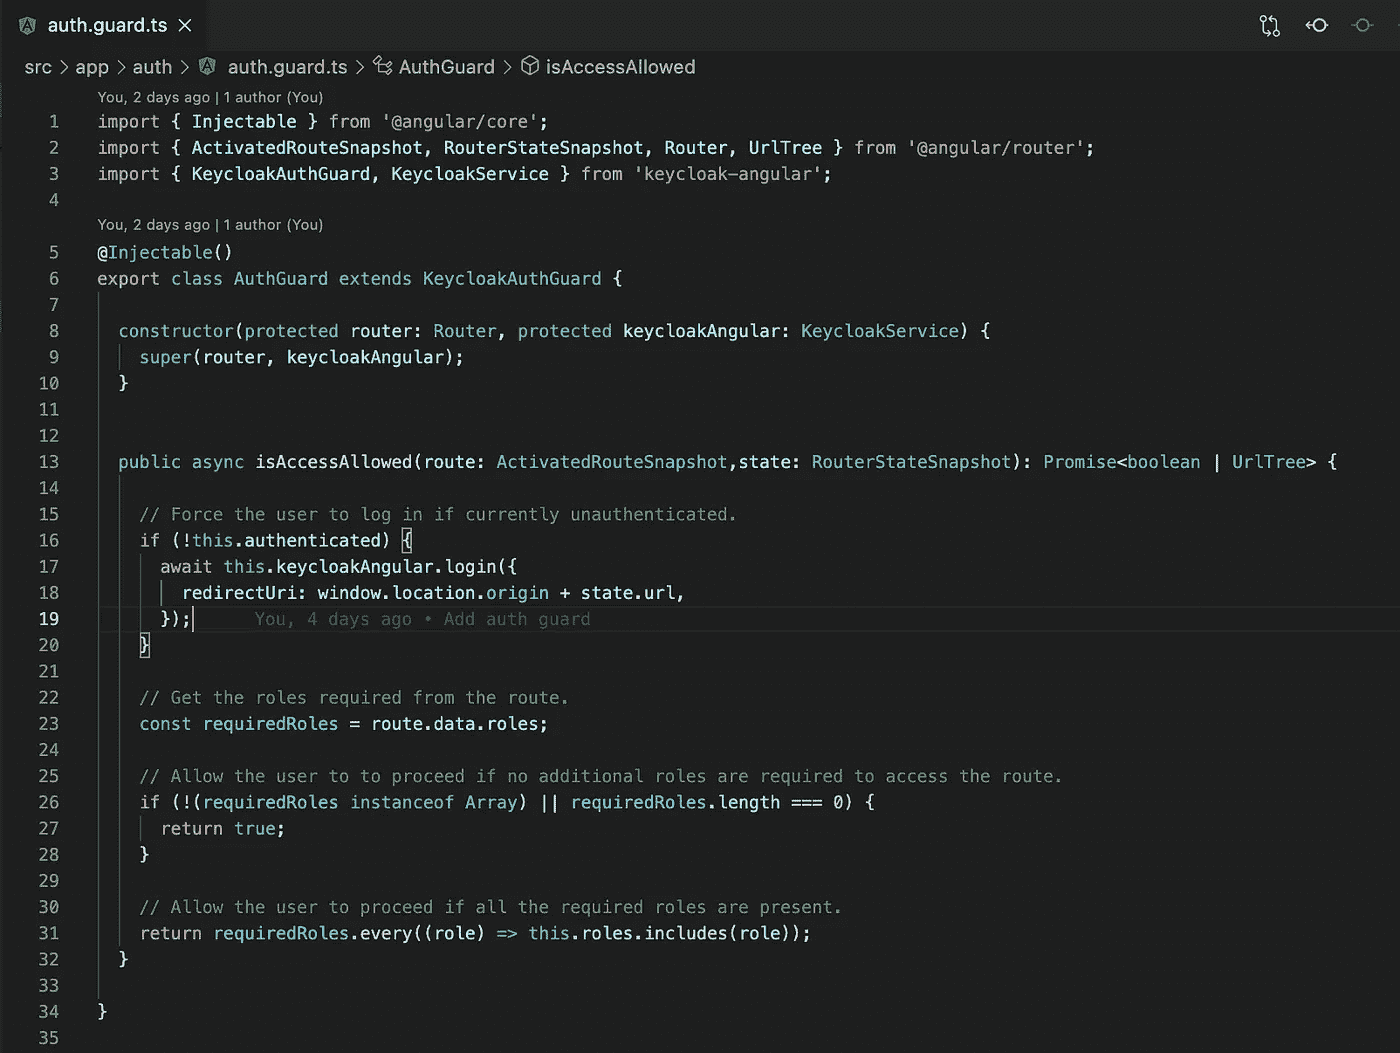 auth.guard.ts
src > app > auth > auth.guard.ts > AuthGuard > isAccessAllowed
You, 2 days ago | 1 author (You)
1 import { Injectable } from '@angular/core';
2 import { ActivatedRouteSnapshot, RouterStateSnapshot, Router, UrlTree } from '@angular/router';
3 import { KeycloakAuthGuard, KeycloakService } from 'keycloak-angular';
4
You, 2 days ago | 1 author (You)
5 @Injectable()
6 export class AuthGuard extends KeycloakAuthGuard {
7
8 constructor(protected router: Router, protected keycloakAngular: KeycloakService) {
9 super(router, keycloakAngular);
10 }
11
12
13 public async isAccessAllowed(route: ActivatedRouteSnapshot,state: RouterStateSnapshot): Promise<boolean | UrlTree> {
14
15 // Force the user to log in if currently unauthenticated.
16 if (!this.authenticated) {
17 await this.keycloakAngular.login({
18 redirectUri: window.location.origin + state.url,
19 }); You, 4 days ago • Add auth guard
20 }
21
22 // Get the roles required from the route.
23 const requiredRoles = route.data.roles;
24
25 // Allow the user to to proceed if no additional roles are required to access the route.
26 if (!(requiredRoles instanceof Array) || requiredRoles.length === 0) {
27 return true;
28 }
29
30 // Allow the user to proceed if all the required roles are present.
31 return requiredRoles.every((role) => this.roles.includes(role));
32 }
33
34 }
35